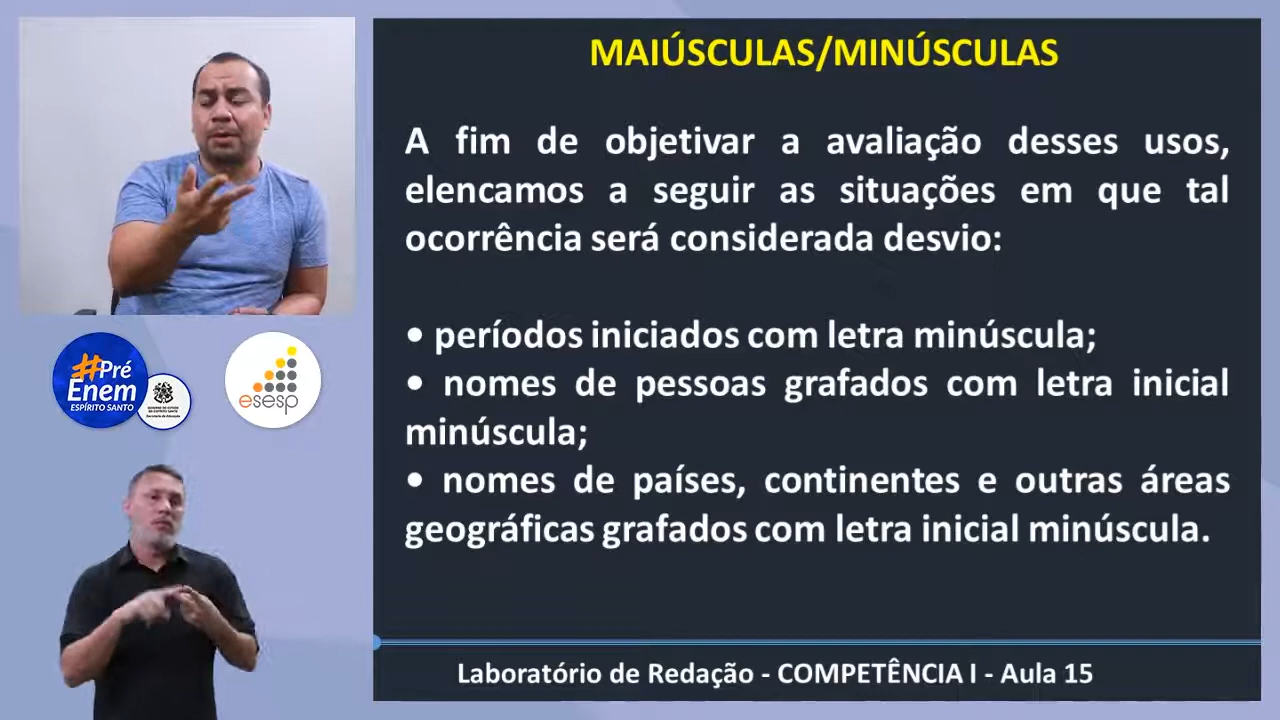 MAIÚSCULAS/MINÚSCULAS
A fim de objetivar a avaliação desses usos,
elencamos a seguir as situações em que tal
ocorrência será considerada desvio:
• períodos iniciados com letra minúscula;
• nomes de pessoas grafados com letra inicial
minúscula;
• nomes de países, continentes e outras áreas
geográficas grafados com letra inicial minúscula.
#Pré
Enem
ESPÍRITO SANTO
esesp
Laboratório de Redação - COMPETÊNCIA I - Aula 15